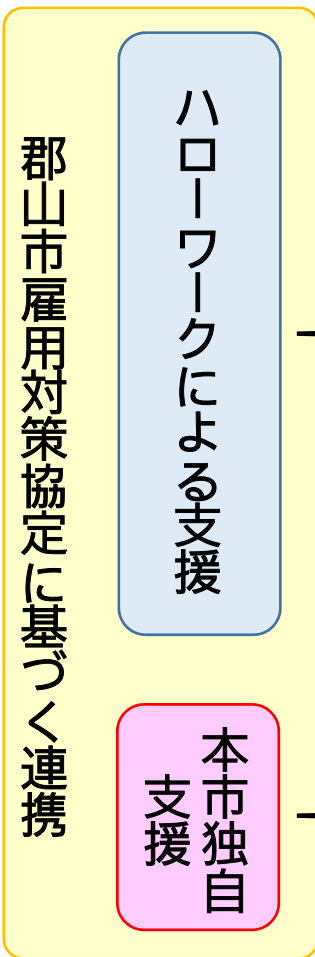 ハローワークによる支援
本市独自
支援
郡山市雇用対策協定に基づく連携